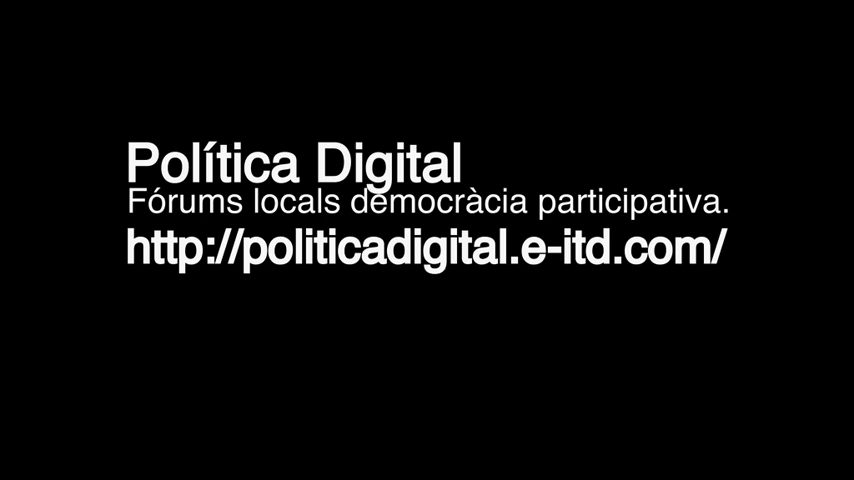 Política Digital
Fórums locals democràcia participativa.
http://politicadigital.e-itd.com/